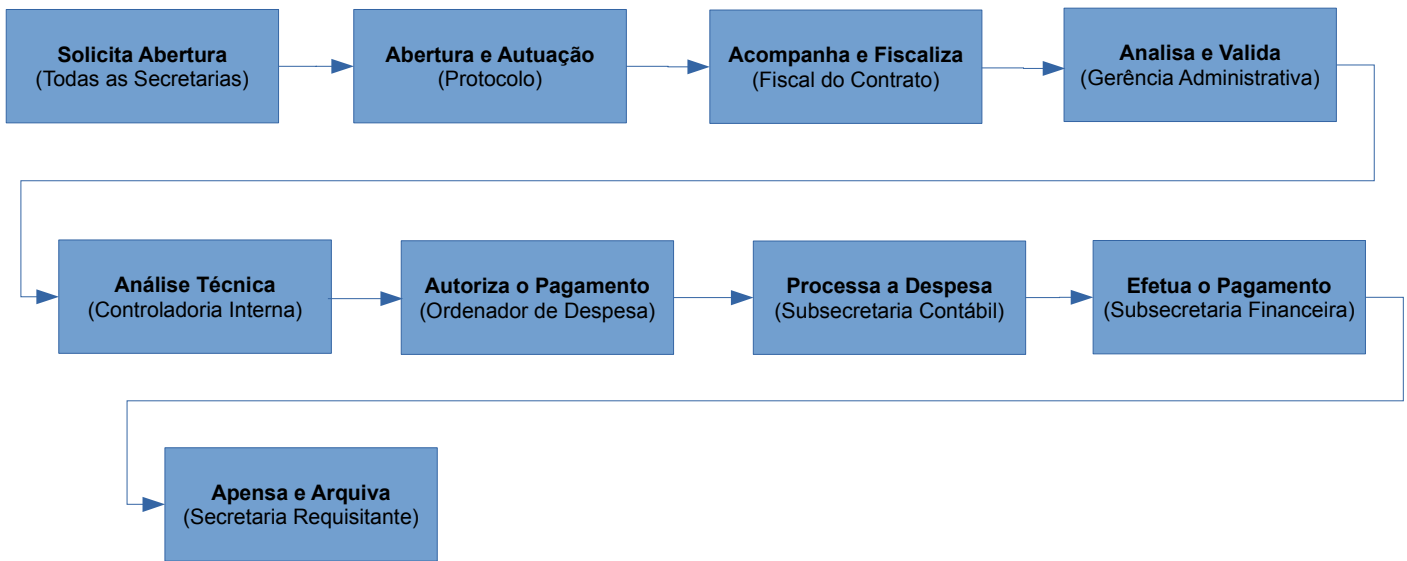 Solicita Abertura
(Todas as Secretarias)
Abertura e Autuação
(Protocolo)
Acompanha e Fiscaliza
(Fiscal do Contrato)
Analisa e Valida
(Gerência Administrativa)
Análise Técnica
(Controladoria Interna)
Autoriza o Pagamento
(Ordenador de Despesa)
Processa a Despesa
(Subsecretaria Contábil)
Efetua o Pagamento
(Subsecretaria Financeira)
Apensa e Arquiva
(Secretaria Requisitante)